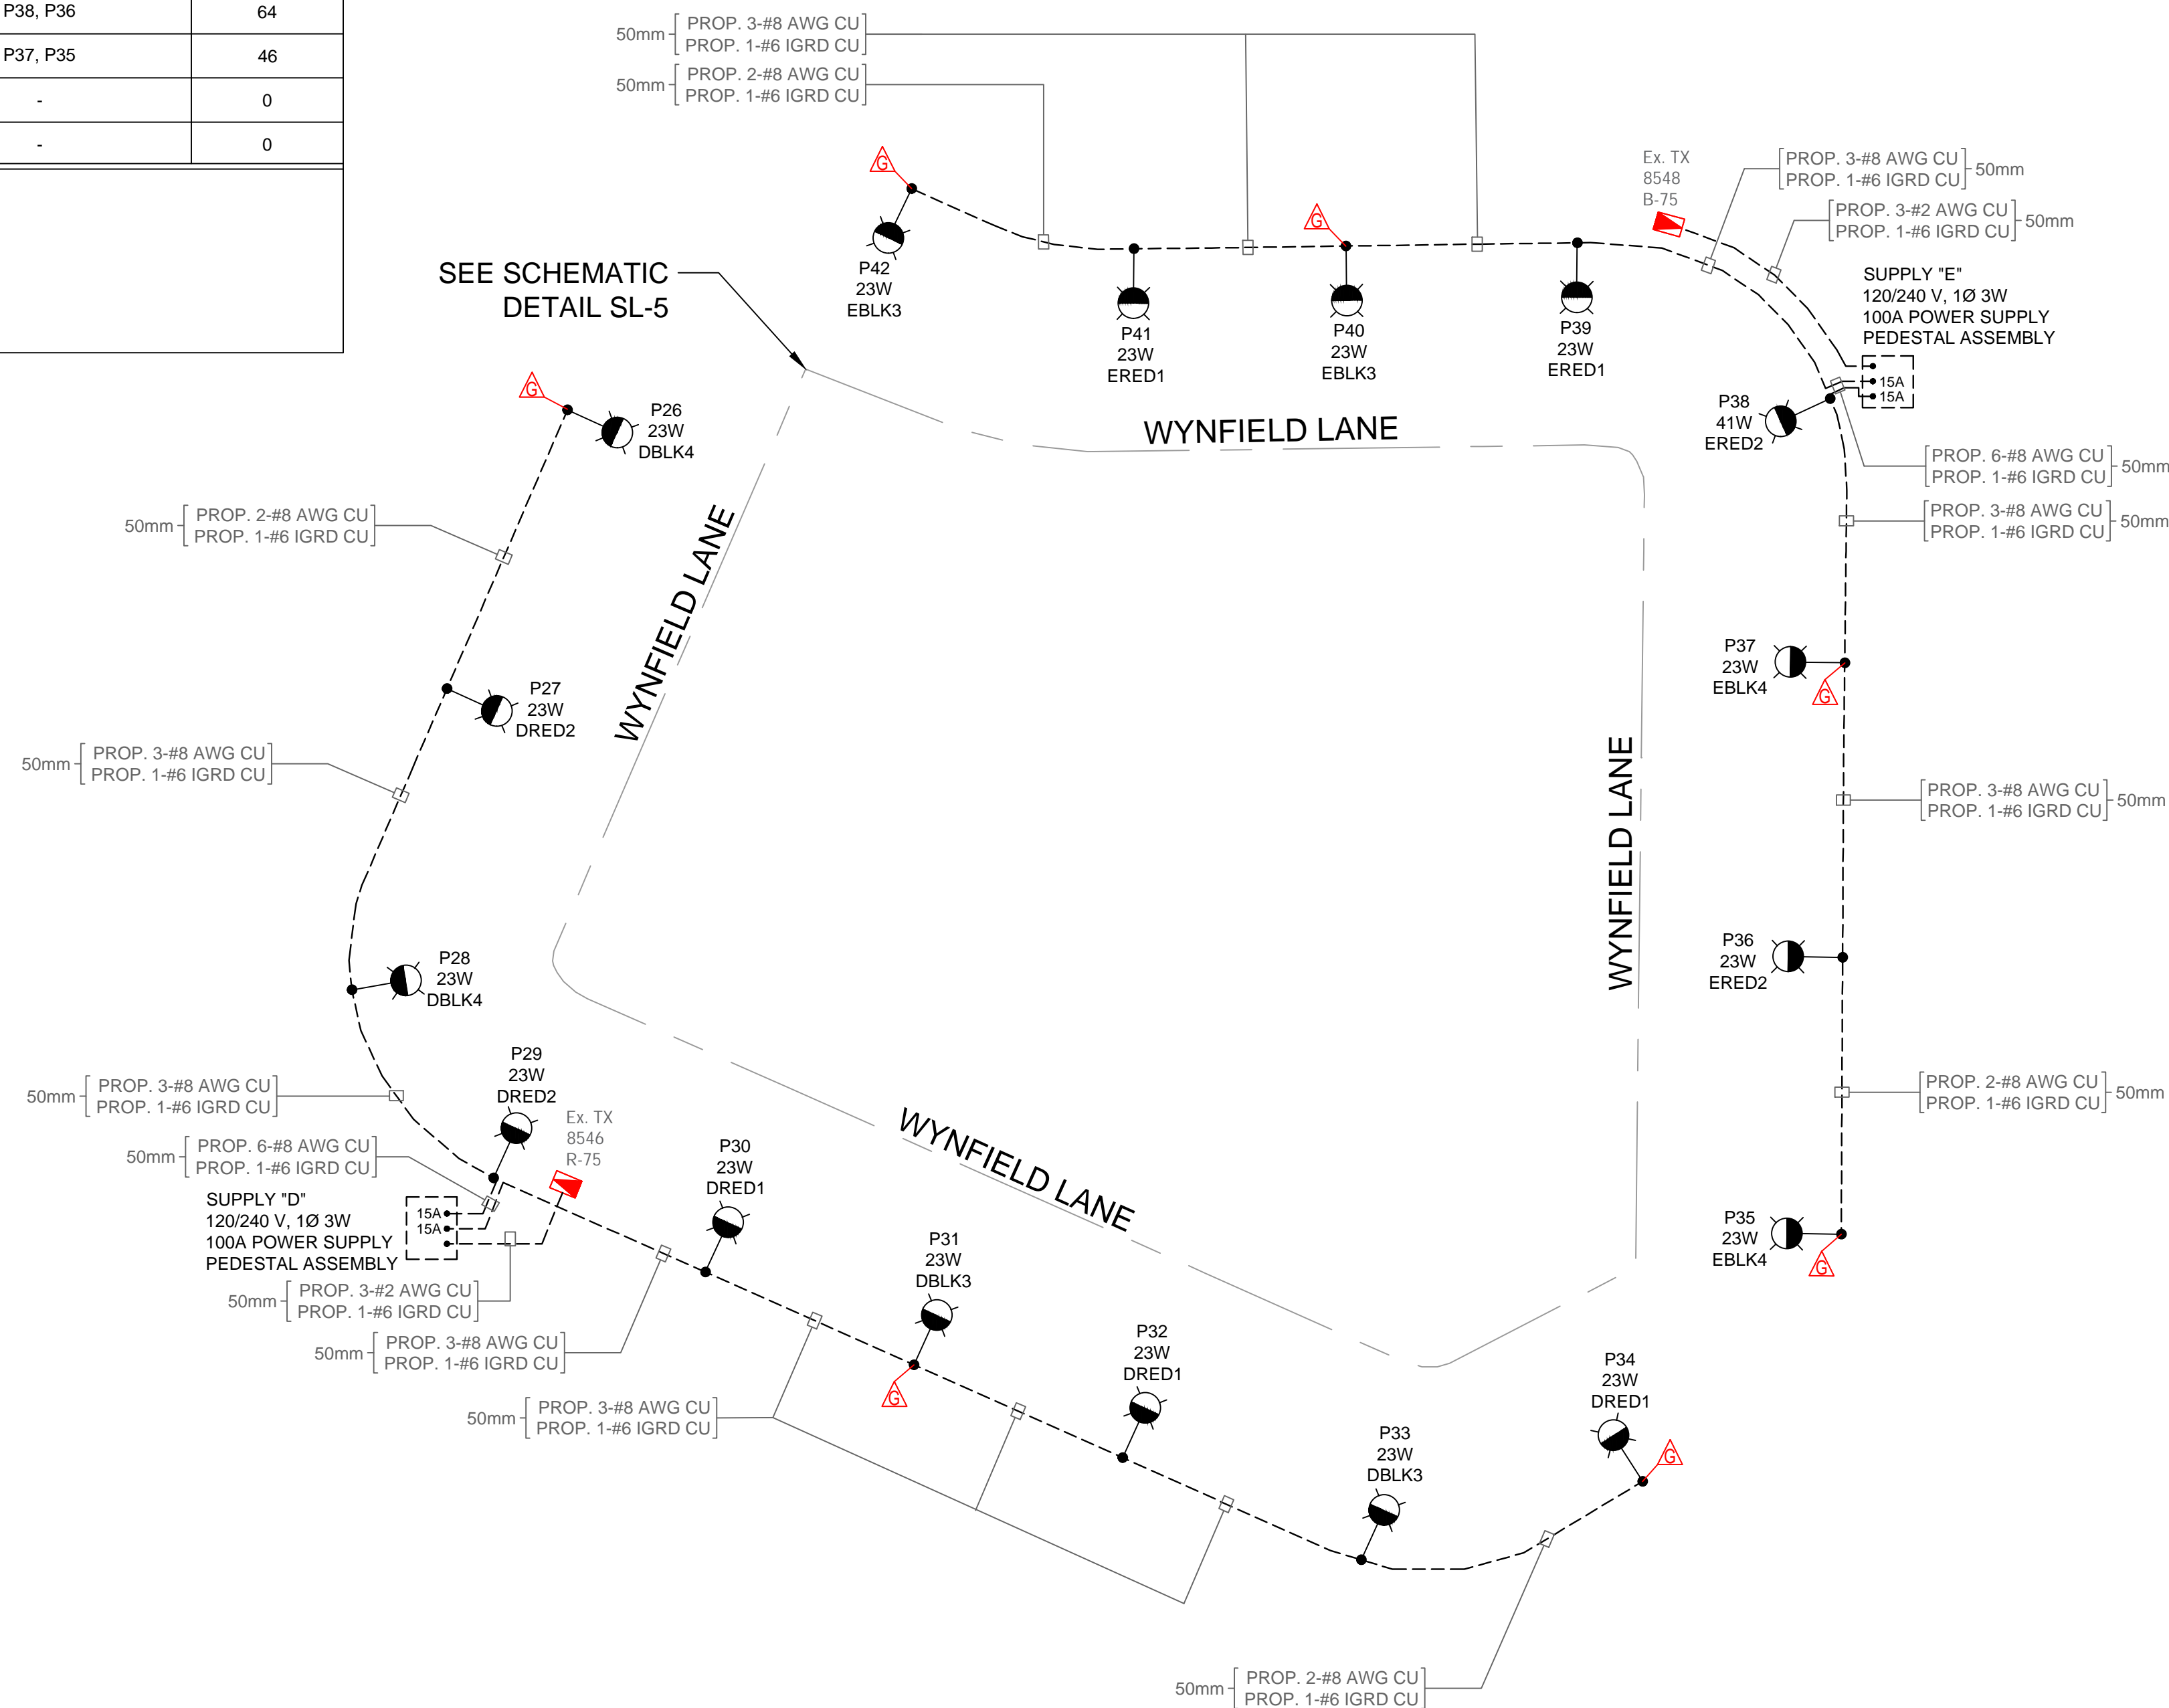 P38, P36 64
P37, P35 46
- 0
- 0
50mm PROP. 3-#8 AWG CU
PROP. 1-#6 IGRD CU
50mm PROP. 2-#8 AWG CU
PROP. 1-#6 IGRD CU
G
P42
23W
EBLK3
P41
23W
ERED1
G
P40
23W
EBLK3
P39
23W
ERED1
Ex. TX
8548
B-75
PROP. 3-#8 AWG CU
PROP. 1-#6 IGRD CU 50mm
PROP. 3-#2 AWG CU
PROP. 1-#6 IGRD CU 50mm
SUPPLY "E"
120/240 V, 1Ø 3W
100A POWER SUPPLY
PEDESTAL ASSEMBLY
15A
15A
P38
41W
ERED2
PROP. 6-#8 AWG CU
PROP. 1-#6 IGRD CU 50mm
PROP. 3-#8 AWG CU
PROP. 1-#6 IGRD CU 50mm
SEE SCHEMATIC
DETAIL SL-5
WYNFIELD LANE
G
P26
23W
DBLK4
50mm PROP. 2-#8 AWG CU
PROP. 1-#6 IGRD CU
WYNFIELD LANE
P27
23W
DRED2
P37
23W
EBLK4
G
50mm PROP. 3-#8 AWG CU
PROP. 1-#6 IGRD CU
WYNFIELD LANE
PROP. 3-#8 AWG CU
PROP. 1-#6 IGRD CU 50mm
P28
23W
DBLK4
P36
23W
ERED2
P29
23W
DRED2
50mm PROP. 3-#8 AWG CU
PROP. 1-#6 IGRD CU
PROP. 2-#8 AWG CU
PROP. 1-#6 IGRD CU 50mm
50mm PROP. 6-#8 AWG CU
PROP. 1-#6 IGRD CU
Ex. TX
8546
R-75
SUPPLY "D"
120/240 V, 1Ø 3W
100A POWER SUPPLY
PEDESTAL ASSEMBLY
15A
15A
P30
23W
DRED1
WYNFIELD LANE
P35
23W
EBLK4
G
50mm PROP. 3-#2 AWG CU
PROP. 1-#6 IGRD CU
P31
23W
DBLK3
G
50mm PROP. 3-#8 AWG CU
PROP. 1-#6 IGRD CU
P32
23W
DRED1
50mm PROP. 3-#8 AWG CU
PROP. 1-#6 IGRD CU
P34
23W
DRED1
G
P33
23W
DBLK3
50mm PROP. 2-#8 AWG CU
PROP. 1-#6 IGRD CU